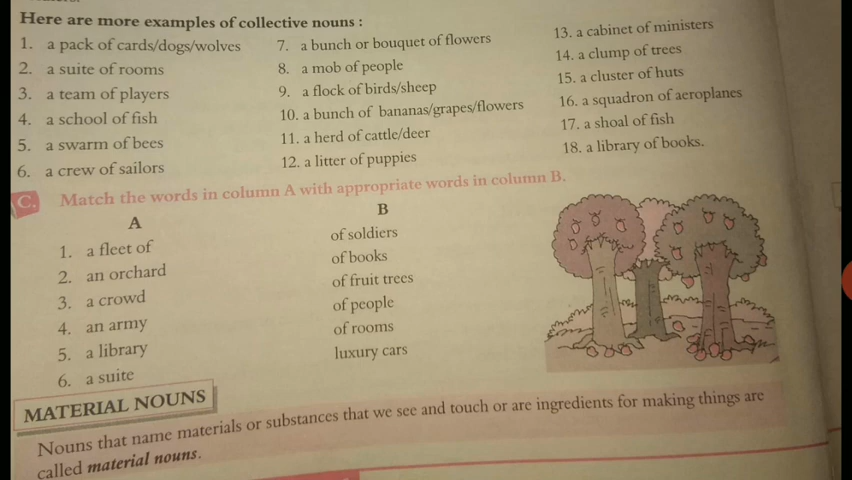 Here are more examples of collective nouns :
1. a pack of cards/dogs/wolves
2. a suite of rooms
3. a team of players
4. a school of fish
5. a swarm of bees
6. a crew of sailors
7. a bunch or bouquet of flowers
8. a mob of people
9. a flock of birds/sheep
10. a bunch of bananas/grapes/flowers
11. a herd of cattle/deer
12. a litter of puppies
13. a cabinet of ministers
14. a clump of trees
15. a cluster of huts
16. a squadron of aeroplanes
17. a shoal of fish
18. a library of books.
C. Match the words in column A with appropriate words in column B.
A
1. a fleet of
2. an orchard
3. a crowd
4. an army
5. a library
6. a suite
B
of soldiers
of books
of fruit trees
of people
of rooms
luxury cars
MATERIAL NOUNS
Nouns that name materials or substances that we see and touch or are ingredients for making things are
called material nouns.